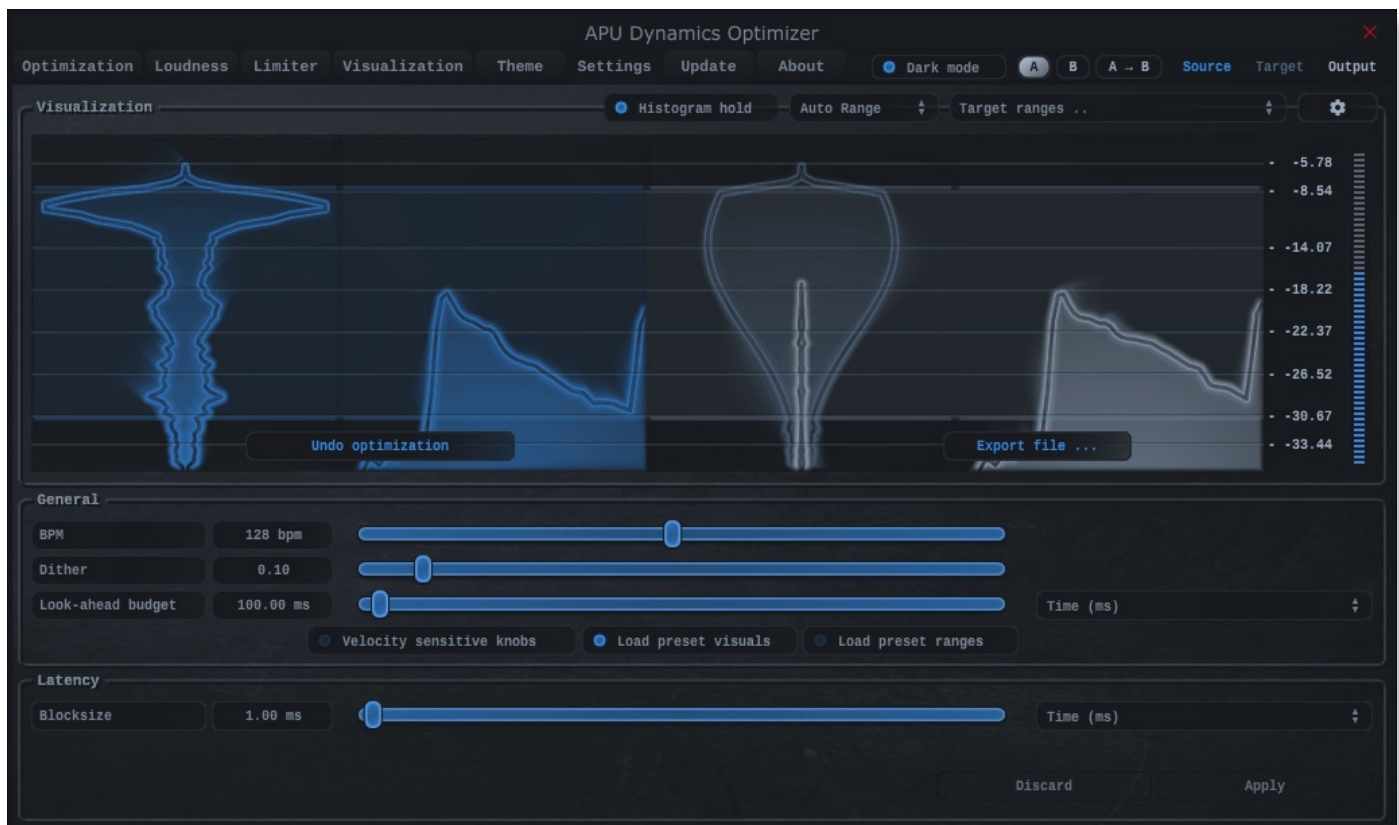 APU Dynamics Optimizer
Optimization Loudness Limiter Visualization Theme Settings Update About Dark mode A B A → B Source Target Output
Visualization Histogram hold Auto Range Target ranges ..
- -5.78
- -8.54
- -14.07
- -18.22
- -22.37
- -26.52
- -30.67
Undo optimization Export file ... - -33.44
General
BPM 128 bpm
Dither 0.10
Look-ahead budget 100.00 ms Time (ms)
Velocity sensitive knobs Load preset visuals Load preset ranges
Latency
Blocksize 1.00 ms Time (ms)
Discard Apply